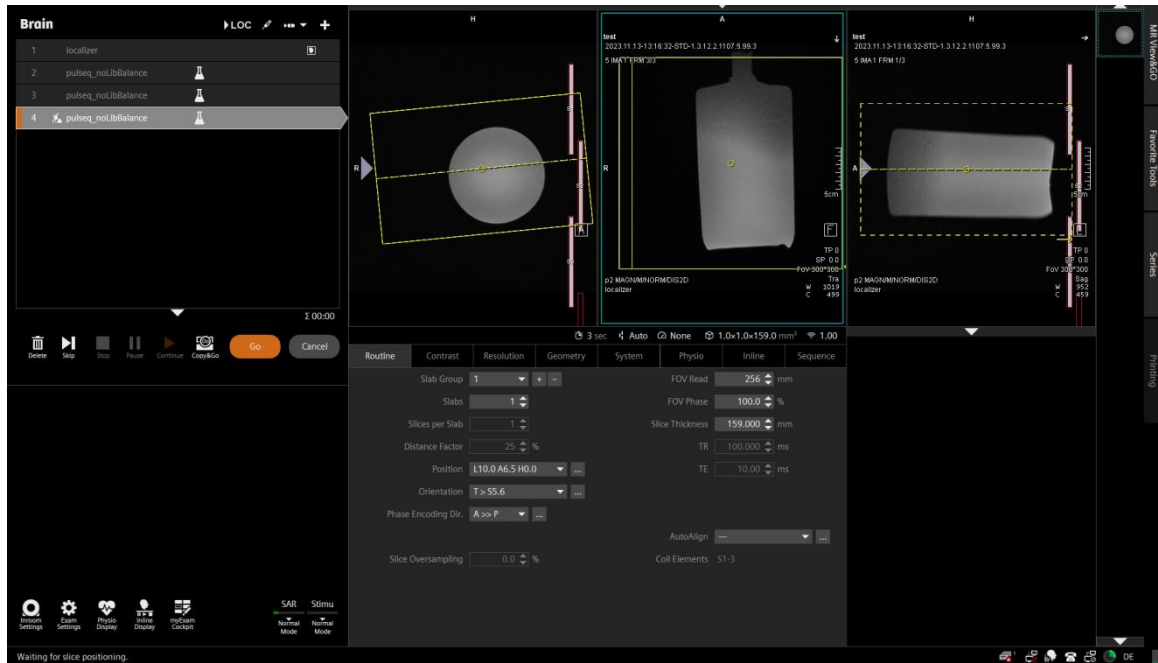 Brain
LOC
1 localizer
2 pulseq_noLibBalance
3 pulseq_noLibBalance
4 pulseq_noLibBalance
Σ 00:00
Delete Skip Stop Pause Continue Copy&Go Go Cancel
H
R
A
test
2023.11.13-13:16:32-STD-1.3.12.2.1107.5.99.3
5 IMA 1 FRM 3/3
R
5cm
F
TP 0
SP 0.0
FoV 300*300
Tra
p2 MAGN/M/NORM/DIS2D
localizer
W 1019
C 499
H
test
2023.11.13-13:16:32-STD-1.3.12.2.1107.5.99.3
5 IMA 1 FRM 1/3
A
5cm
TP 0
SP 0.0
FoV 300*300
Sag
p2 MAGN/M/NORM/DIS2D
localizer
W 952
C 459
3 sec Auto None 1.0×1.0×159.0 mm³ 1.00
Routine Contrast Resolution Geometry System Physio Inline Sequence
Slab Group 1 + − FOV Read 256 mm
Slabs 1 FOV Phase 100.0 %
Slices per Slab 1 Slice Thickness 159.000 mm
Distance Factor 25 % TR 100.000 ms
Position L10.0 A6.5 H0.0 ... TE 10.00 ms
Orientation T > S5.6 ...
Phase Encoding Dir. A >> P ...
AutoAlign --- ...
Slice Oversampling 0.0 % Coil Elements S1-3
MR View&GO
Favorite Tools
Series
Printing
SAR Stimu
Inroom Settings Exam Settings Physio Display Inline Display myExam Cockpit Normal Mode Normal Mode
Waiting for slice positioning.
DE